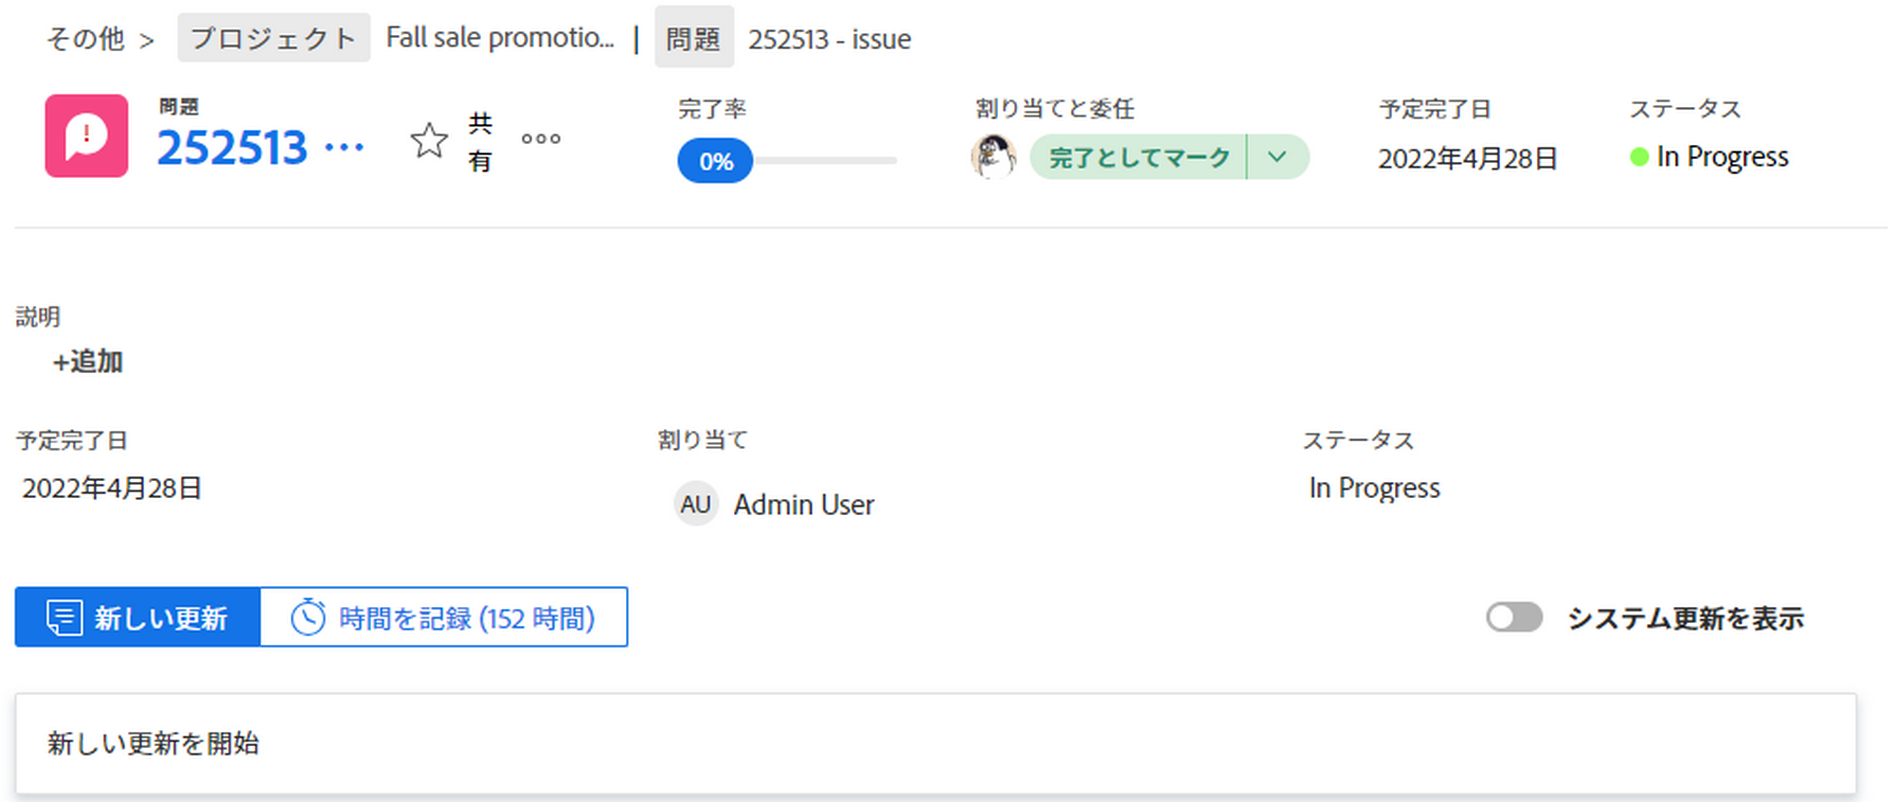 その他 > プロジェクト Fall sale promotio... | 問題 252513 - issue
問題
252513 ...
共有
完了率
0%
割り当てと委任
完了としてマーク
予定完了日
2022年4月28日
ステータス
In Progress
説明
+追加
予定完了日
2022年4月28日
割り当て
AU Admin User
ステータス
In Progress
新しい更新
時間を記録 (152 時間)
システム更新を表示
新しい更新を開始